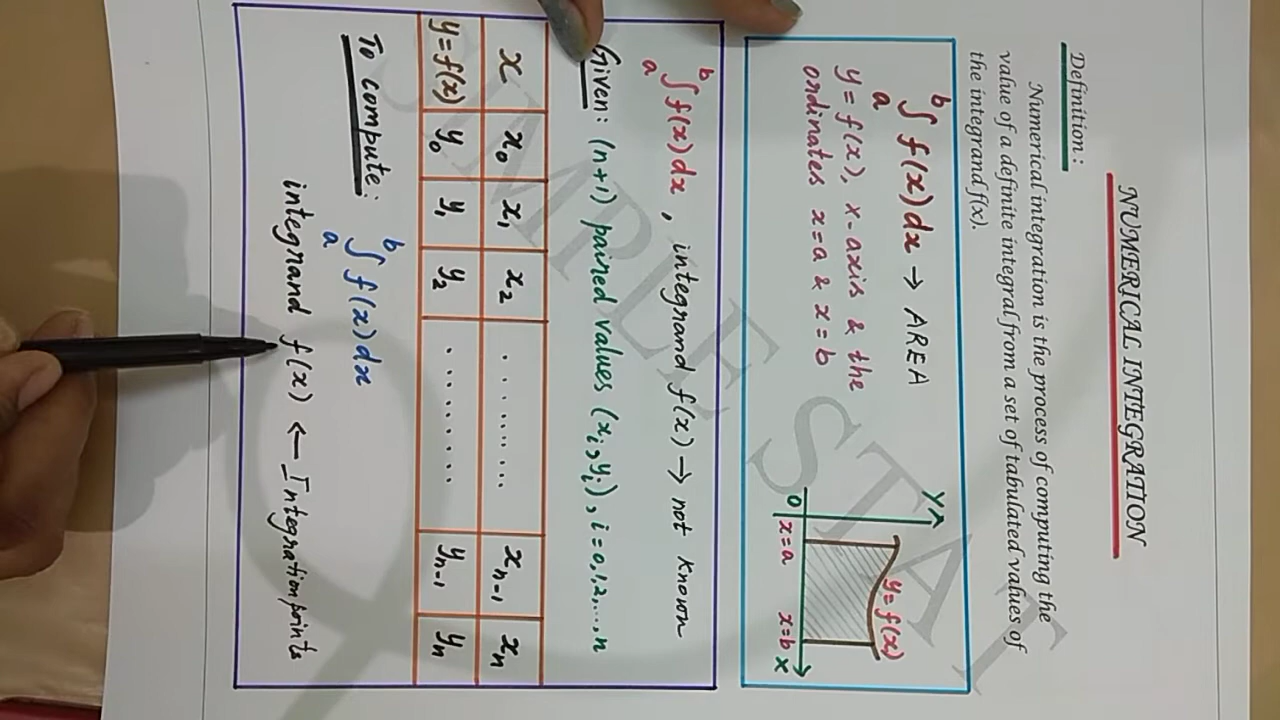 NUMERICAL INTEGRATION
Definition :
Numerical integration is the process of computing the
value of a definite integral from a set of tabulated values of
the integrand f(x).
b∫a f(x)dx → AREA
y = f(x), x-axis & the
ordinates x=a & x=b
Y
y=f(x)
O x=a x=b X
b∫a f(x)dx , integrand f(x) → not known
Given: (n+1) paired values (xᵢ, yᵢ), i=0,1,2,...,n
x x₀ x₁ x₂ ......... xₙ₋₁ xₙ
y=f(x) y₀ y₁ y₂ ......... yₙ₋₁ yₙ
To compute: b∫a f(x)dx
integrand f(x) ← Integration points
SIMPLE STAT